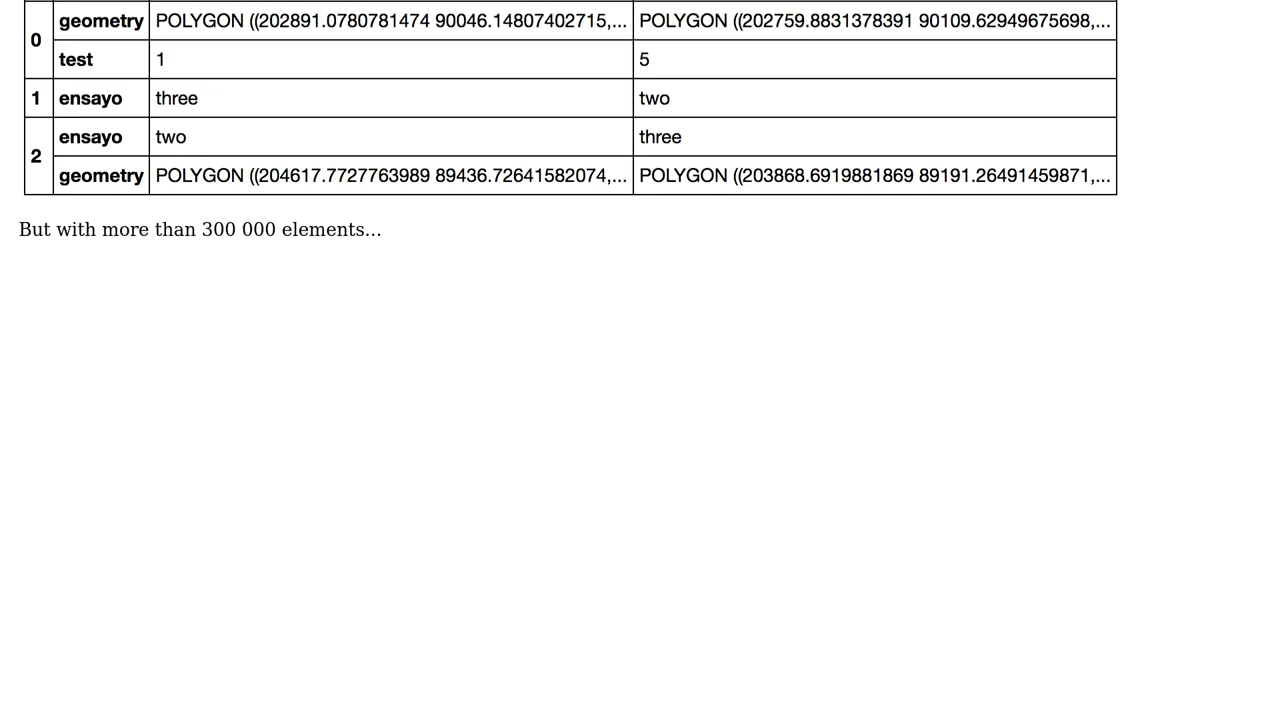 0 geometry POLYGON ((202891.0780781474 90046.14807402715,... POLYGON ((202759.8831378391 90109.62949675698,...
test 1 5
1 ensayo three two
2 ensayo two three
geometry POLYGON ((204617.7727763989 89436.72641582074,... POLYGON ((203868.6919881869 89191.26491459871,...
But with more than 300 000 elements...